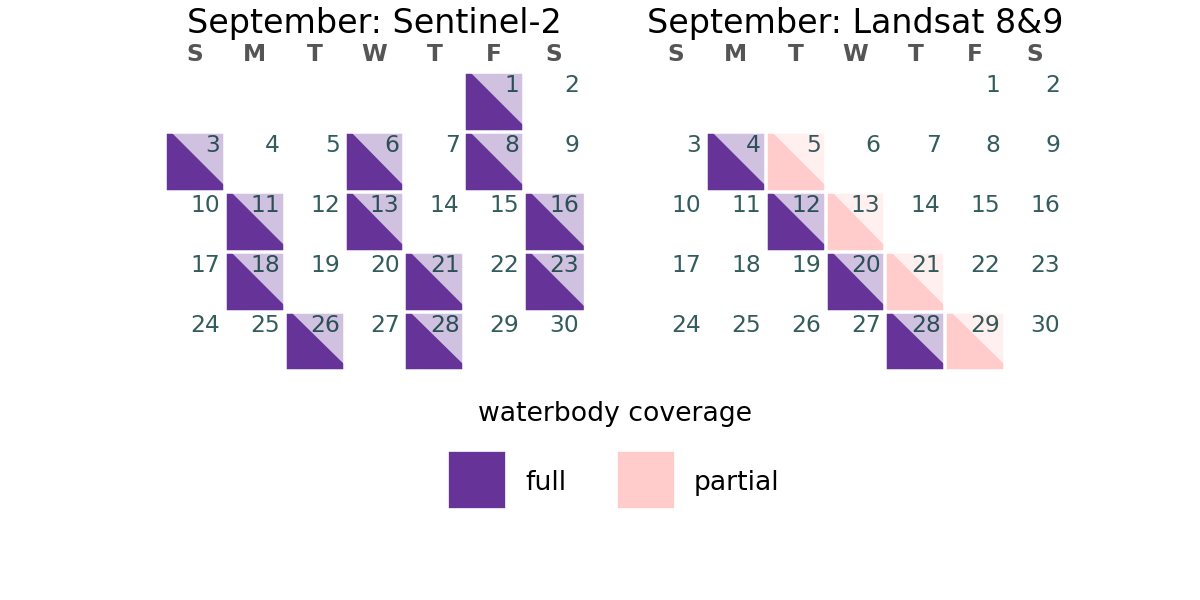 September: Sentinel-2
S M T W T F S
1 2
3 4 5 6 7 8 9
10 11 12 13 14 15 16
17 18 19 20 21 22 23
24 25 26 27 28 29 30
September: Landsat 8&9
S M T W T F S
1 2
3 4 5 6 7 8 9
10 11 12 13 14 15 16
17 18 19 20 21 22 23
24 25 26 27 28 29 30
waterbody coverage
full
partial